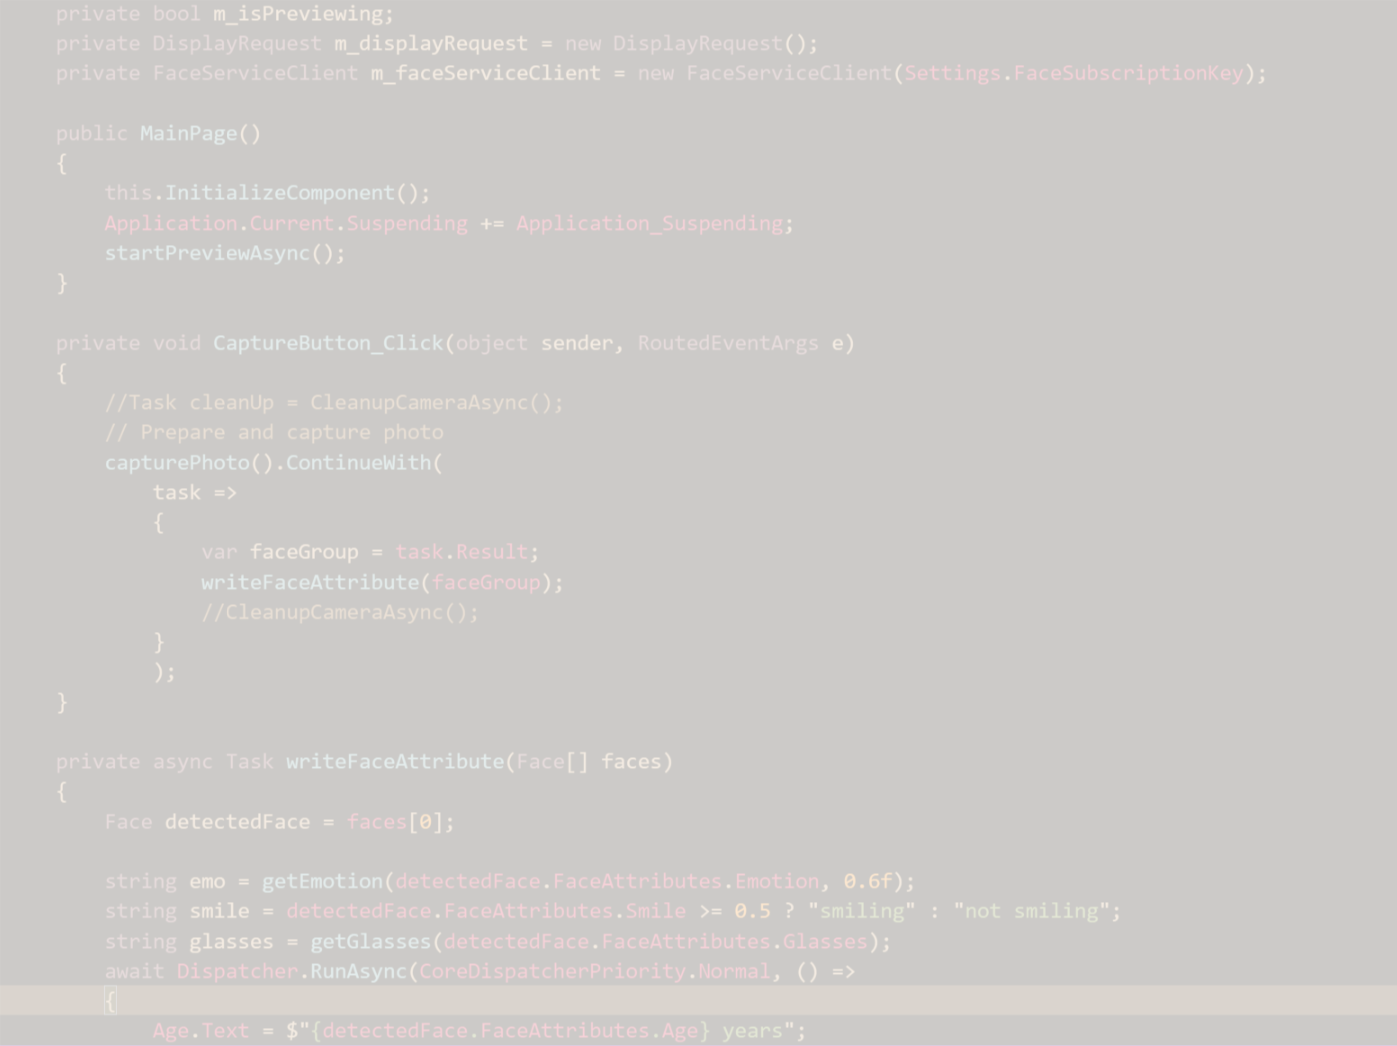 private bool m_isPreviewing;
private DisplayRequest m_displayRequest = new DisplayRequest();
private FaceServiceClient m_faceServiceClient = new FaceServiceClient(Settings.FaceSubscriptionKey);
public MainPage()
{
this.InitializeComponent();
Application.Current.Suspending += Application_Suspending;
startPreviewAsync();
}
private void CaptureButton_Click(object sender, RoutedEventArgs e)
{
//Task cleanUp = CleanupCameraAsync();
// Prepare and capture photo
capturePhoto().ContinueWith(
task =>
{
var faceGroup = task.Result;
writeFaceAttribute(faceGroup);
//CleanupCameraAsync();
}
);
}
private async Task writeFaceAttribute(Face[] faces)
{
Face detectedFace = faces[0];
string emo = getEmotion(detectedFace.FaceAttributes.Emotion, 0.6f);
string smile = detectedFace.FaceAttributes.Smile >= 0.5 ? "smiling" : "not smiling";
string glasses = getGlasses(detectedFace.FaceAttributes.Glasses);
await Dispatcher.RunAsync(CoreDispatcherPriority.Normal, () =>
{
Age.Text = $"{detectedFace.FaceAttributes.Age} years";